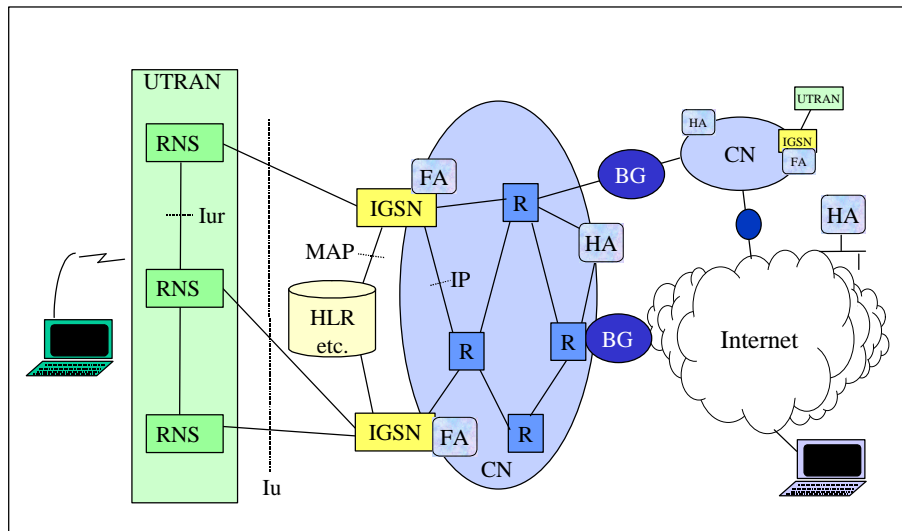 UTRAN
RNS
Iur
RNS
RNS
Iu
MAP
HLR
etc.
IGSN
FA
IGSN
FA
IP
R
R
R
R
HA
CN
BG
BG
HA
CN
UTRAN
IGSN
FA
HA
Internet